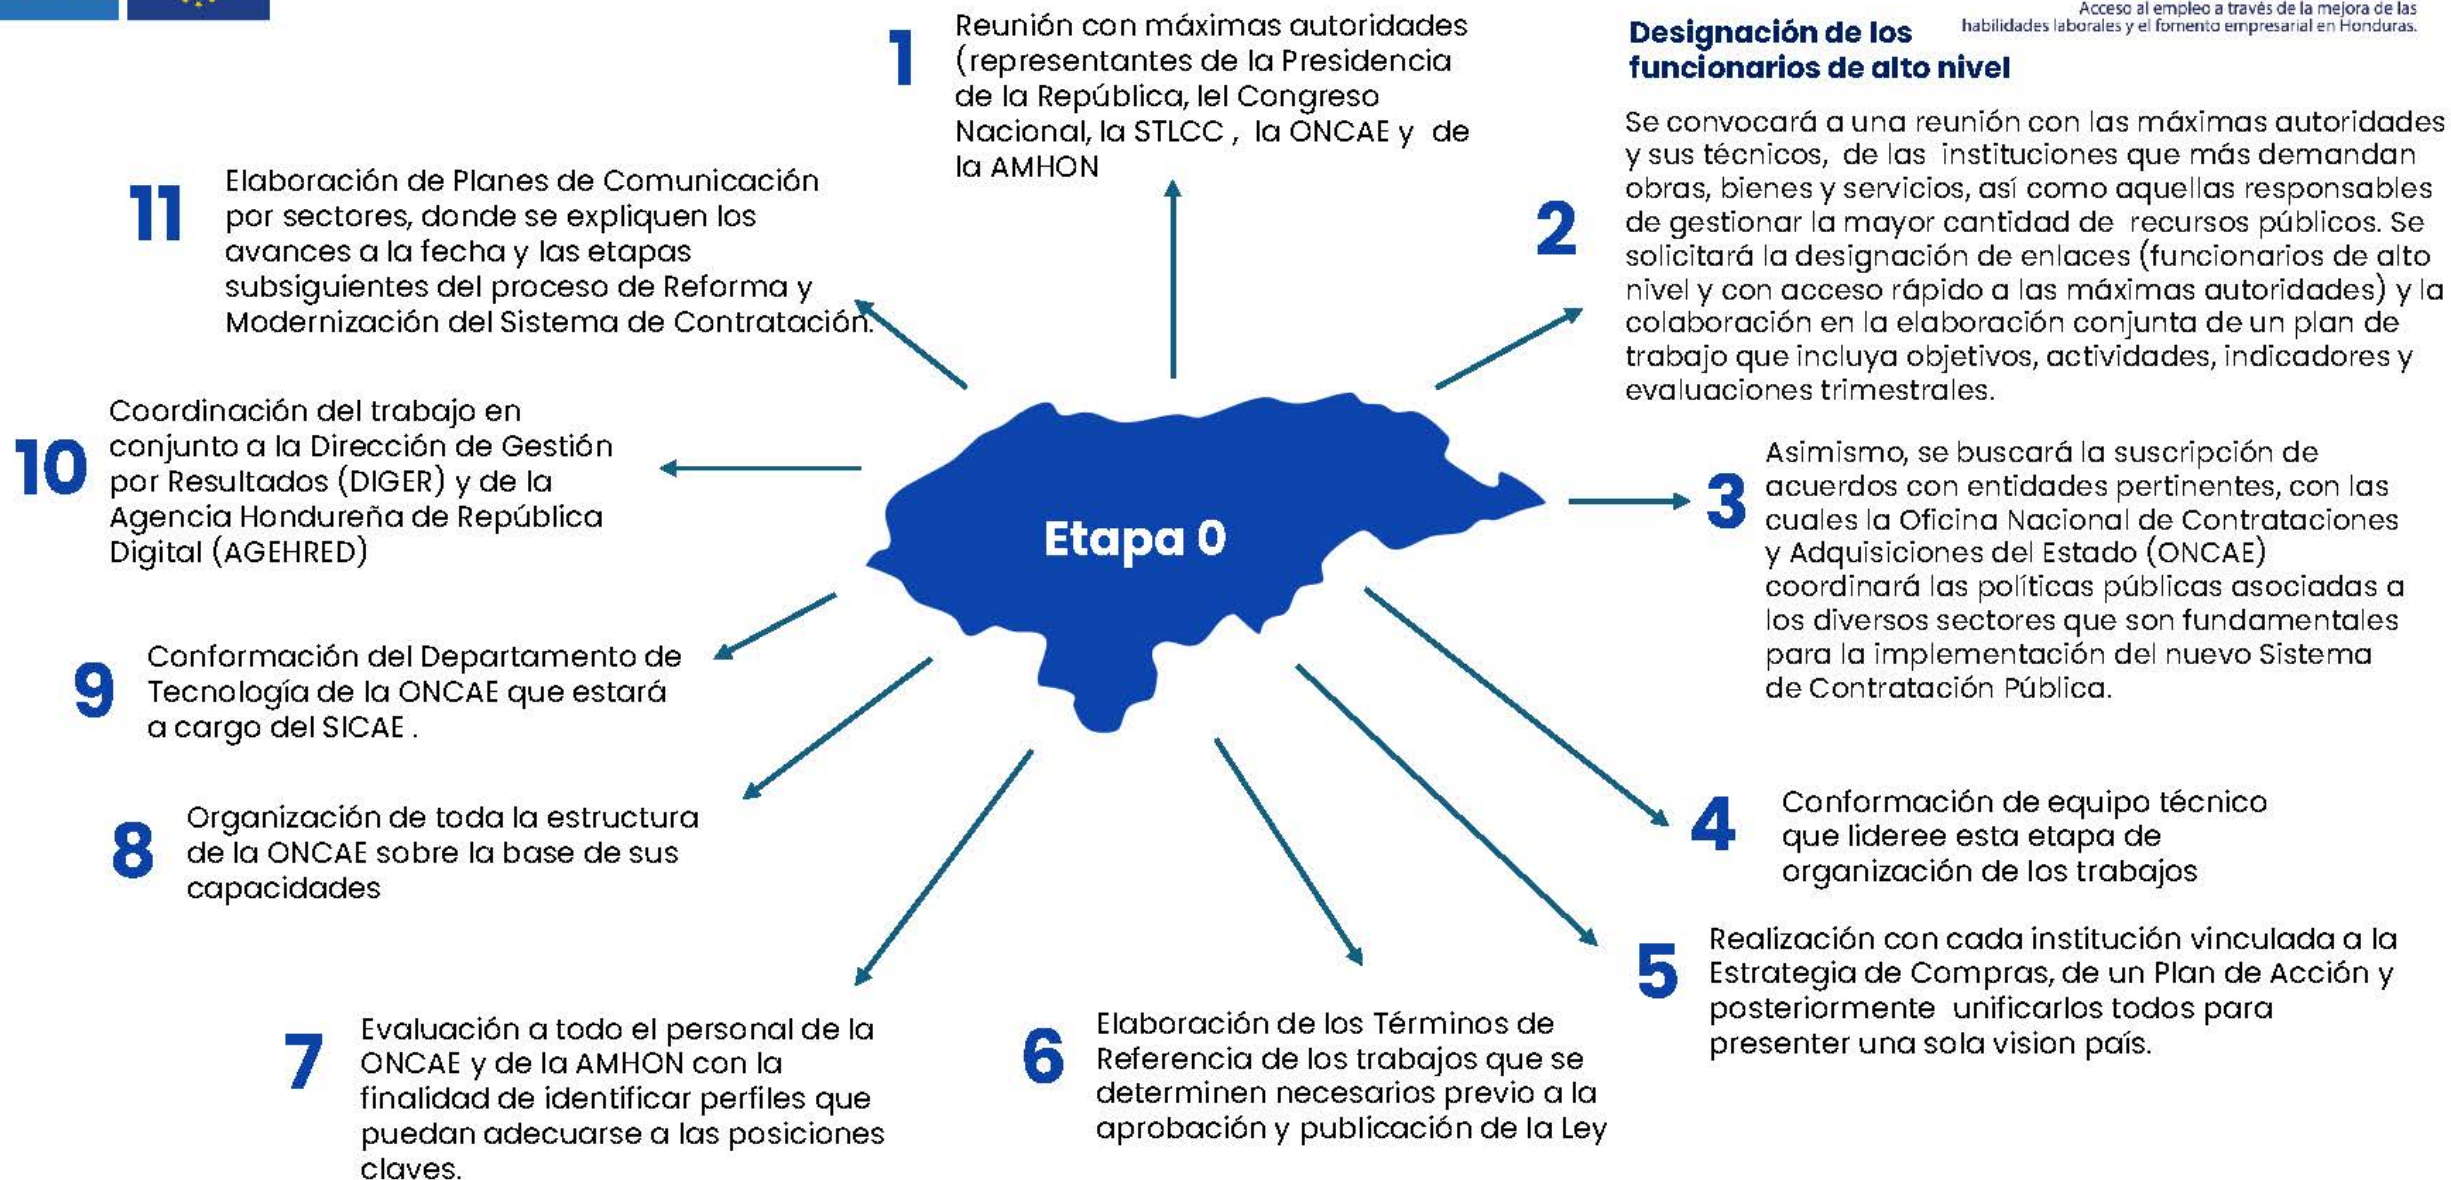 Acceso al empleo a través de la mejora de las
habilidades laborales y el fomento empresarial en Honduras.
1
Reunión con máximas autoridades
(representantes de la Presidencia
de la República, lel Congreso
Nacional, la STLCC , la ONCAE y de
la AMHON
Designación de los
funcionarios de alto nivel
2
Se convocará a una reunión con las máximas autoridades
y sus técnicos, de las instituciones que más demandan
obras, bienes y servicios, así como aquellas responsables
de gestionar la mayor cantidad de recursos públicos. Se
solicitará la designación de enlaces (funcionarios de alto
nivel y con acceso rápido a las máximas autoridades) y la
colaboración en la elaboración conjunta de un plan de
trabajo que incluya objetivos, actividades, indicadores y
evaluaciones trimestrales.
3
Asimismo, se buscará la suscripción de
acuerdos con entidades pertinentes, con las
cuales la Oficina Nacional de Contrataciones
y Adquisiciones del Estado (ONCAE)
coordinará las políticas públicas asociadas a
los diversos sectores que son fundamentales
para la implementación del nuevo Sistema
de Contratación Pública.
4
Conformación de equipo técnico
que lideree esta etapa de
organización de los trabajos
5
Realización con cada institución vinculada a la
Estrategia de Compras, de un Plan de Acción y
posteriormente unificarlos todos para
presenter una sola vision país.
6
Elaboración de los Términos de
Referencia de los trabajos que se
determinen necesarios previo a la
aprobación y publicación de la Ley
7
Evaluación a todo el personal de la
ONCAE y de la AMHON con la
finalidad de identificar perfiles que
puedan adecuarse a las posiciones
claves.
8
Organización de toda la estructura
de la ONCAE sobre la base de sus
capacidades
9
Conformación del Departamento de
Tecnología de la ONCAE que estará
a cargo del SICAE .
10
Coordinación del trabajo en
conjunto a la Dirección de Gestión
por Resultados (DIGER) y de la
Agencia Hondureña de República
Digital (AGEHRED)
11
Elaboración de Planes de Comunicación
por sectores, donde se expliquen los
avances a la fecha y las etapas
subsiguientes del proceso de Reforma y
Modernización del Sistema de Contratación.
Etapa 0